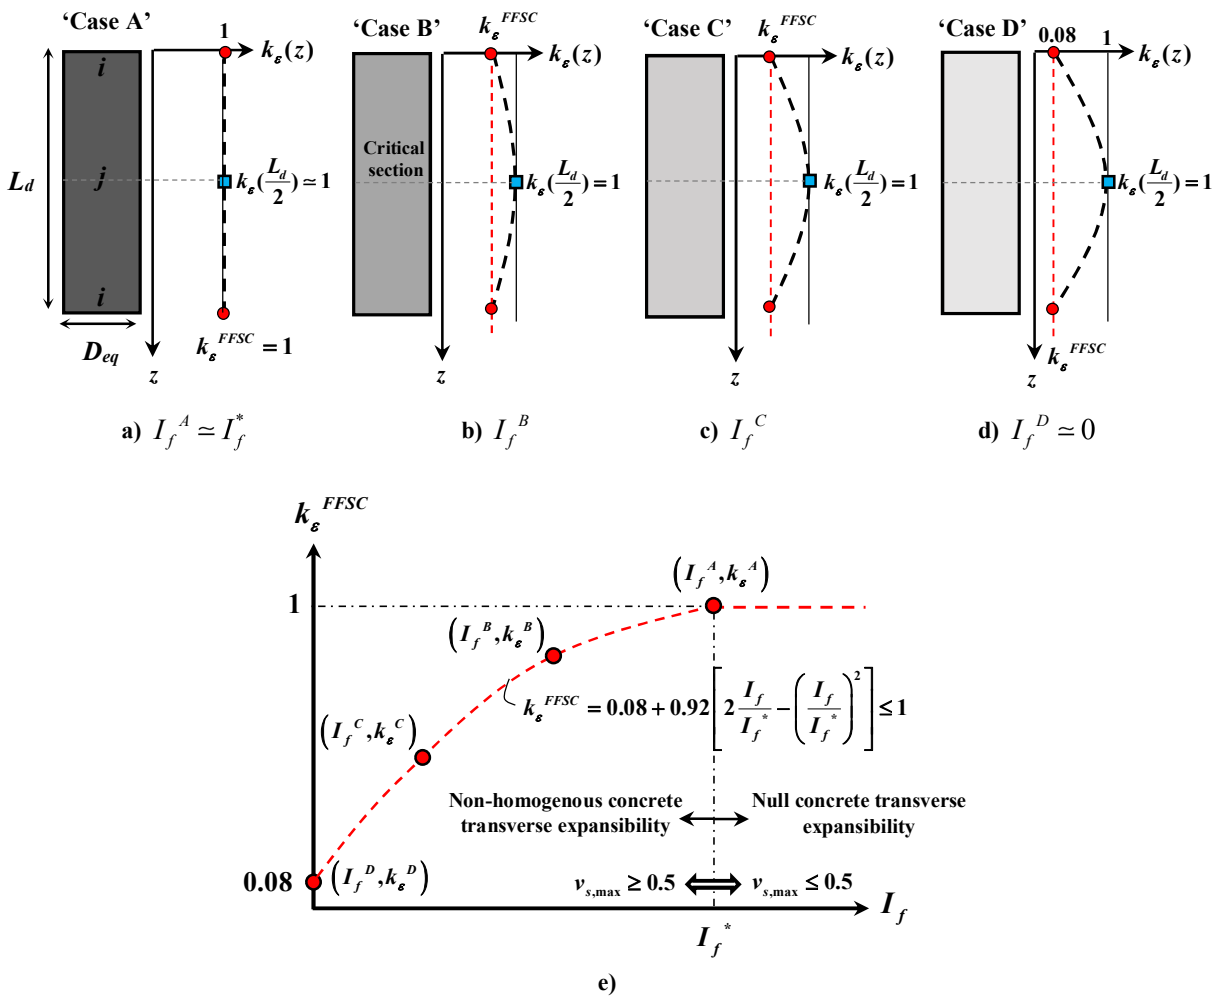 ‘Case A’
1
k_ε(z)
i
j
i
L_d
D_eq
k_ε(L_d/2) ≃ 1
k_ε^FFSC = 1
z
a) I_f^A ≃ I_f^*
‘Case B’
k_ε^FFSC
k_ε(z)
Critical
section
k_ε(L_d/2) = 1
z
b) I_f^B
‘Case C’
k_ε^FFSC
k_ε(z)
k_ε(L_d/2) = 1
z
c) I_f^C
‘Case D’
0.08
1
k_ε(z)
k_ε(L_d/2) = 1
k_ε^FFSC
z
d) I_f^D ≃ 0
k_ε^FFSC
(I_f^A, k_ε^A)
1
(I_f^B, k_ε^B)
k_ε^FFSC = 0.08 + 0.92[2 I_f/I_f^* − (I_f/I_f^*)^2] ≤ 1
(I_f^C, k_ε^C)
Non-homogenous concrete
transverse expansibility
Null concrete transverse
expansibility
0.08
(I_f^D, k_ε^D)
v_s,max ≥ 0.5
v_s,max ≤ 0.5
I_f
I_f^*
e)